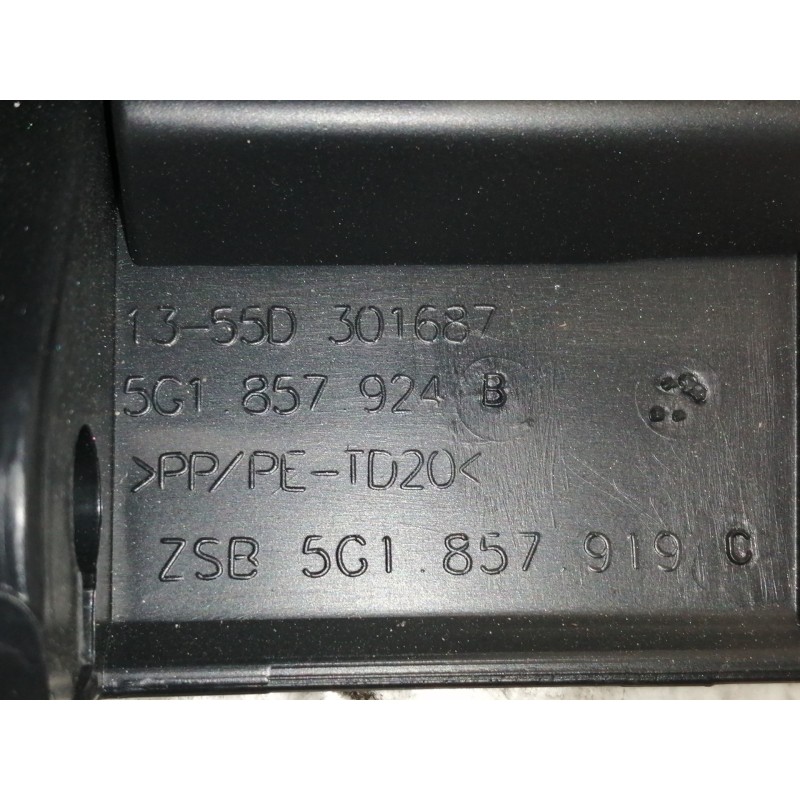 13-55D 301687
5G1 857 924 B
>PP/PE-TD20<
ZSB 5G1 857 919 C